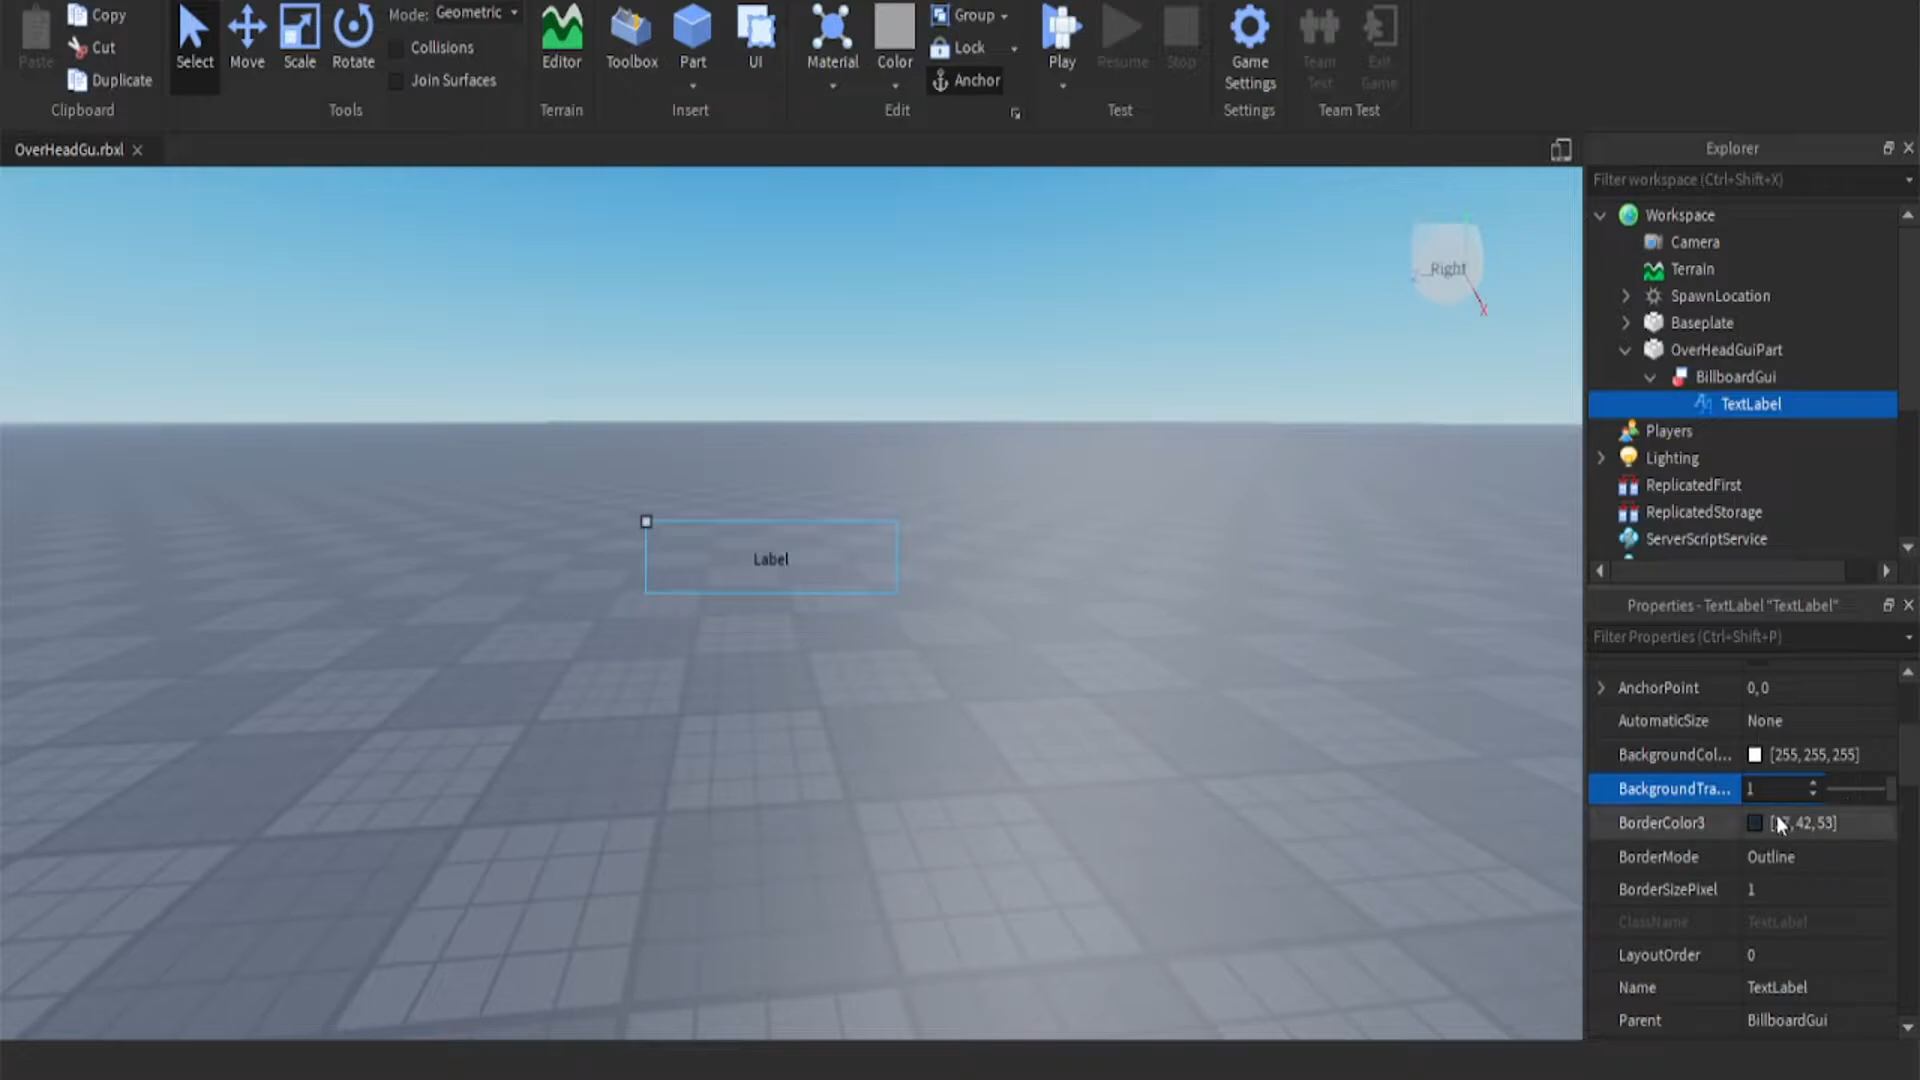 Paste
Copy
Cut
Duplicate
Clipboard
Select
Move
Scale
Rotate
Mode: Geometric
Collisions
Join Surfaces
Tools
Editor
Terrain
Toolbox
Part
UI
Insert
Material
Color
Group
Lock
Anchor
Edit
Play
Resume
Stop
Test
Game
Settings
Settings
Team
Test
Exit
Game
Team Test
OverHeadGu.rbxl
Right
X
Label
Explorer
Filter workspace (Ctrl+Shift+X)
Workspace
Camera
Terrain
SpawnLocation
Baseplate
OverHeadGuiPart
BillboardGui
TextLabel
Players
Lighting
ReplicatedFirst
ReplicatedStorage
ServerScriptService
Properties - TextLabel "TextLabel"
Filter Properties (Ctrl+Shift+P)
AnchorPoint 0, 0
AutomaticSize None
BackgroundCol... [255, 255, 255]
BackgroundTra... 1
BorderColor3 42, 53]
BorderMode Outline
BorderSizePixel 1
ClassName TextLabel
LayoutOrder 0
Name TextLabel
Parent BillboardGui